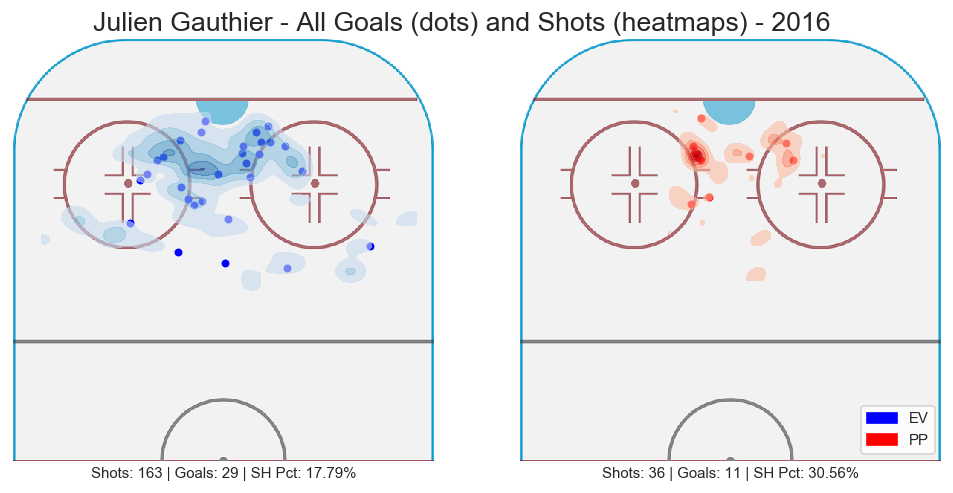 Julien Gauthier - All Goals (dots) and Shots (heatmaps) - 2016
EV
PP
Shots: 163 | Goals: 29 | SH Pct: 17.79%
Shots: 36 | Goals: 11 | SH Pct: 30.56%